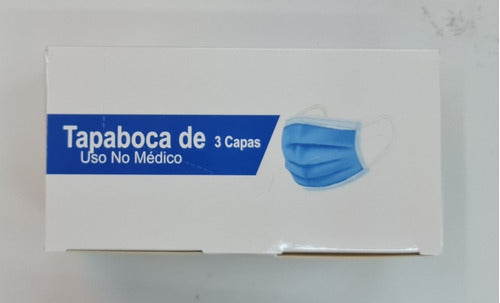 Tapaboca de 3 Capas
Uso No Médico